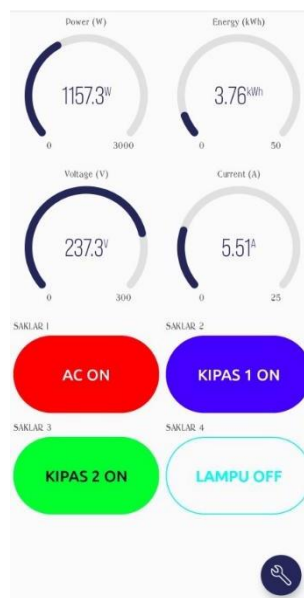 Power (W) Energy (kWh)
1157.3W 3.76kWh
0 3000 0 50
Voltage (V) Current (A)
237.3V 5.51A
0 300 0 25
SAKLAR 1 SAKLAR 2
AC ON KIPAS 1 ON
SAKLAR 3 SAKLAR 4
KIPAS 2 ON LAMPU OFF